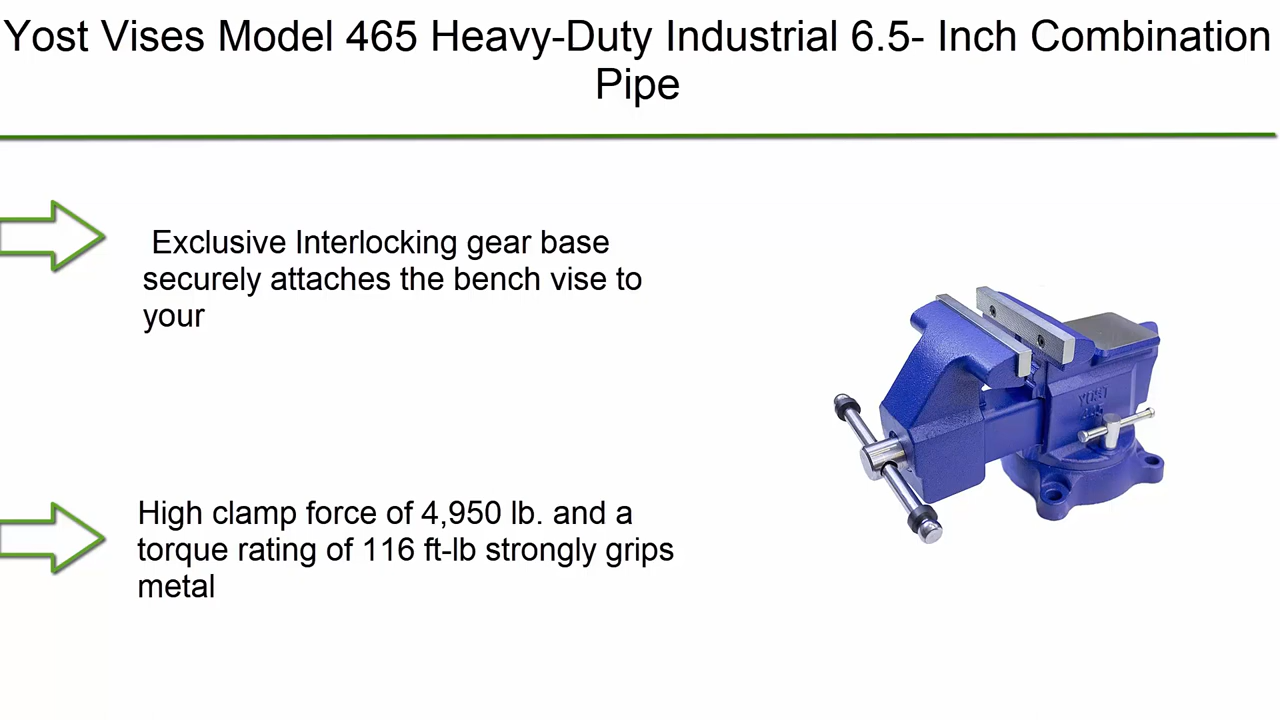 Yost Vises Model 465 Heavy-Duty Industrial 6.5- Inch Combination
Pipe
Exclusive Interlocking gear base
securely attaches the bench vise to
your
High clamp force of 4,950 lb. and a
torque rating of 116 ft-lb strongly grips
metal
YOST